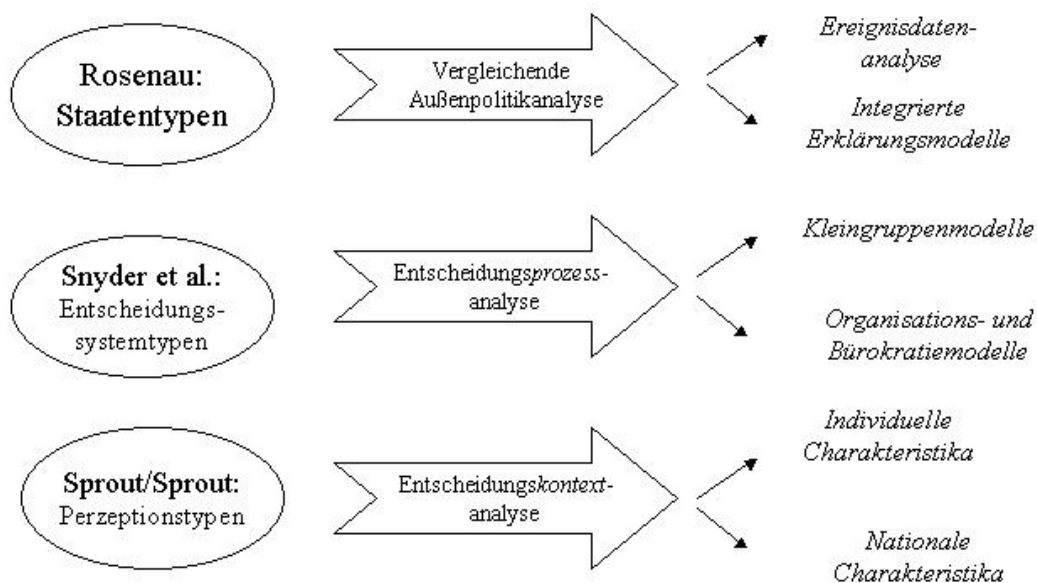 Rosenau:
Staatentypen
Vergleichende
Außenpolitikanalyse
Ereignisdaten-
analyse
Integrierte
Erklärungsmodelle
Snyder et al.:
Entscheidungs-
systemtypen
Entscheidungsprozess-
analyse
Kleingruppenmodelle
Organisations- und
Bürokratiemodelle
Sprout/Sprout:
Perzeptionstypen
Entscheidungskontext-
analyse
Individuelle
Charakteristika
Nationale
Charakteristika